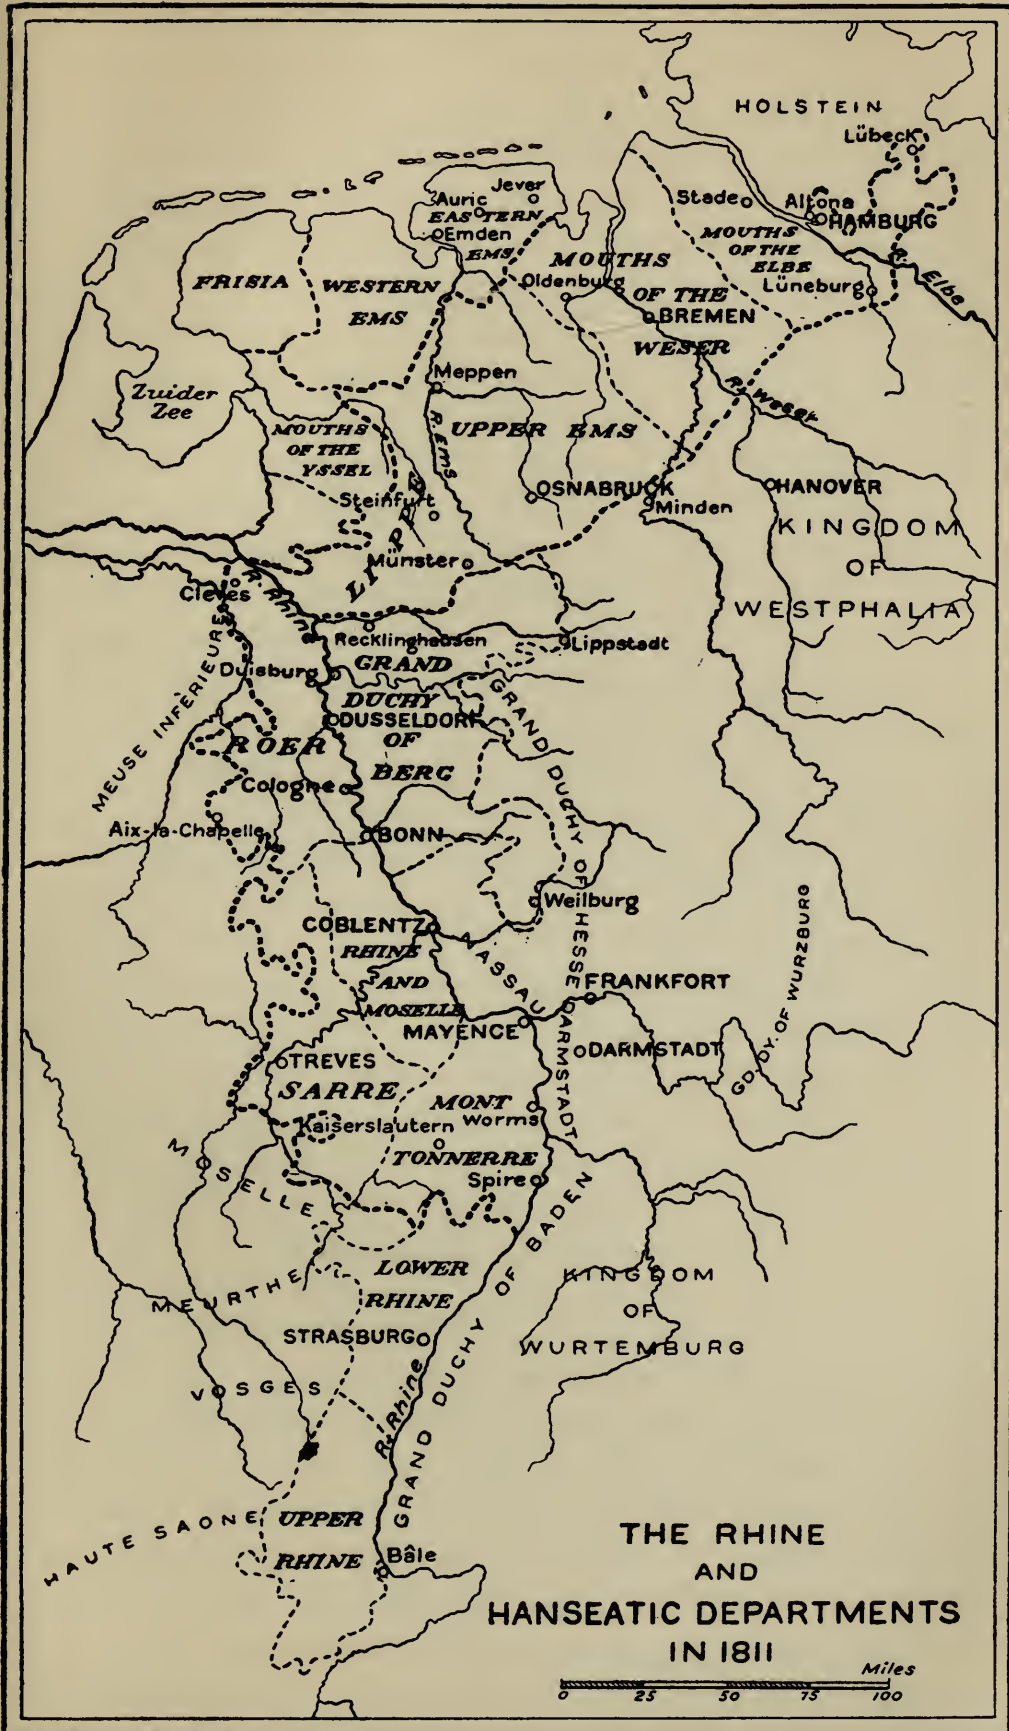 HOLSTEIN
Lübeck
Jever
Auric
EASTERN
Emden
EMS
Stade
Altona
HAMBURG
MOUTHS
OF THE
ELBE
R. Elbe
Lüneburg
FRISIA
WESTERN
EMS
MOUTHS
Oldenburg
OF THE
BREMEN
WESER
R. Weser
Zuider
Zee
Meppen
R. Ems
UPPER EMS
MOUTHS
OF THE
YSSEL
Steinfurt
LIPPE
OSNABRUCK
Minden
HANOVER
KINGDOM
OF
WESTPHALIA
Münster
Cleves
R. Rhine
Recklinghausen
Lippstadt
MEUSE INFÈRIEURE
Duisburg
GRAND
DUCHY
DUSSELDORF
OF
BERG
ROER
Cologne
Aix-la-Chapelle
BONN
GRAND DUCHY OF HESSE DARMSTADT
Weilburg
COBLENTZ
NASSAU
RHINE
AND
MOSELLE
FRANKFORT
MAYENCE
DARMSTADT
GD. DY. OF WURZBURG
TREVES
SARRE
MONT
Worms
Kaiserslautern
TONNERRE
Spire
MOSELLE
MEURTHE
LOWER
RHINE
GRAND DUCHY OF BADEN
KINGDOM
OF
WURTEMBURG
STRASBURG
VOSGES
R. Rhine
HAUTE SAONE
UPPER
RHINE
Bâle
THE RHINE
AND
HANSEATIC DEPARTMENTS
IN 1811
Miles
0 25 50 75 100